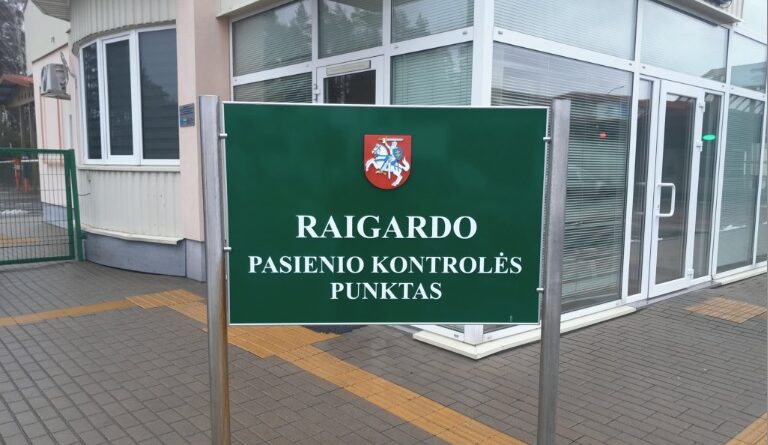 RAIGARDO
PASIENIO KONTROLĖS
PUNKTAS